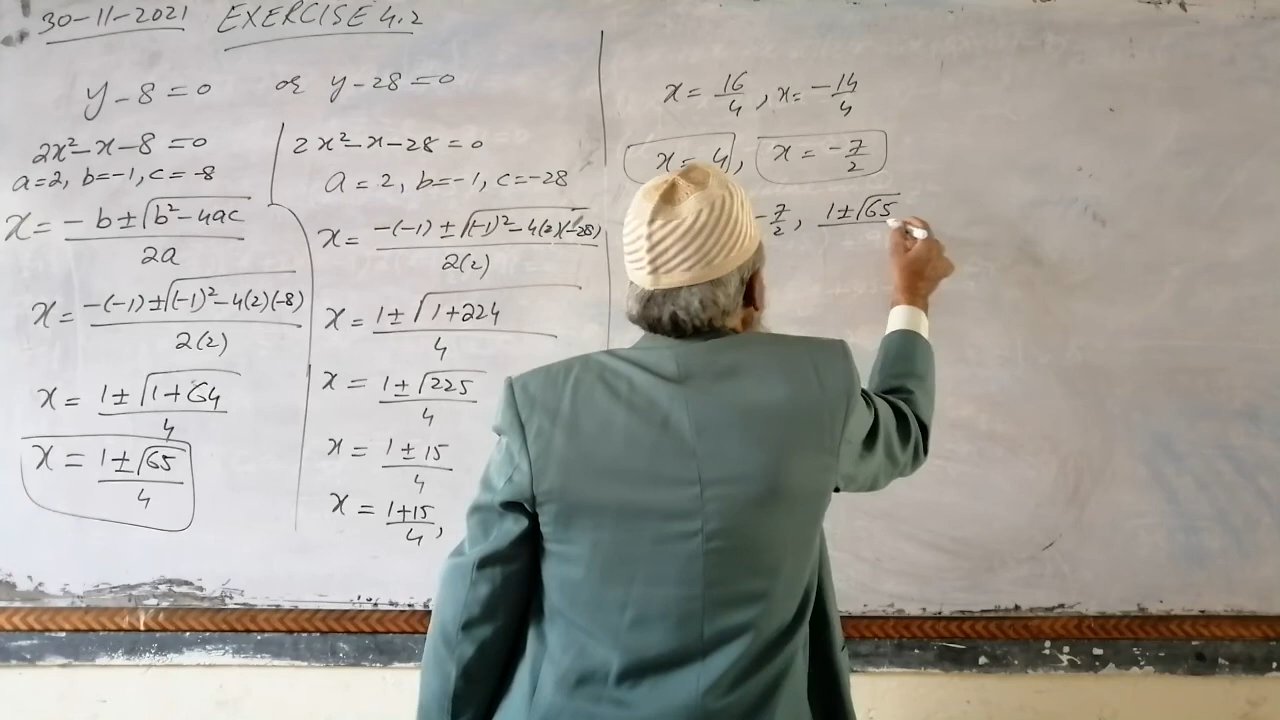 30-11-2021 EXERCISE 4.2
y-8=0 or y-28=0
2x²-x-8=0
a=2, b=-1, c=-8
x = (-b±√(b²-4ac))/2a
x = (-(-1)±√((-1)²-4(2)(-8)))/2(2)
x = (1±√(1+64))/4
x = (1±√65)/4
2x²-x-28=0
a=2, b=-1, c=-28
x = (-(-1)±√((-1)²-4(2)(-28)))/2(2)
x = (1±√(1+224))/4
x = (1±√225)/4
x = (1±15)/4
x = (1+15)/4,
x = 16/4, x = -14/4
x = 4, x = -7/2
-7/2, 1±√65